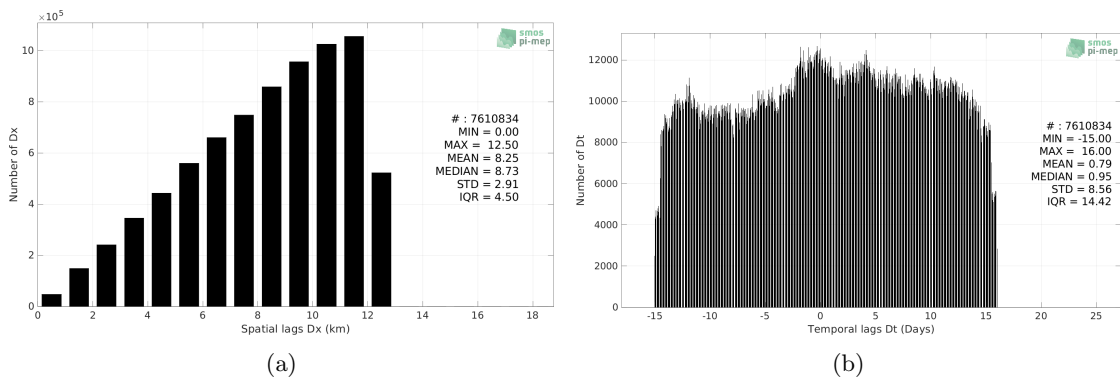 ×10⁵
10
8
6
4
2
0
Number of Dx
0 2 4 6 8 10 12 14 16 18
Spatial lags Dx (km)
smos
pi-mep
# : 7610834
MIN = 0.00
MAX = 12.50
MEAN = 8.25
MEDIAN = 8.73
STD = 2.91
IQR = 4.50
(a)
12000
10000
8000
6000
4000
2000
0
Number of Dt
-15 -10 -5 0 5 10 15 20 25
Temporal lags Dt (Days)
smos
pi-mep
# : 7610834
MIN = -15.00
MAX = 16.00
MEAN = 0.79
MEDIAN = 0.95
STD = 8.56
IQR = 14.42
(b)